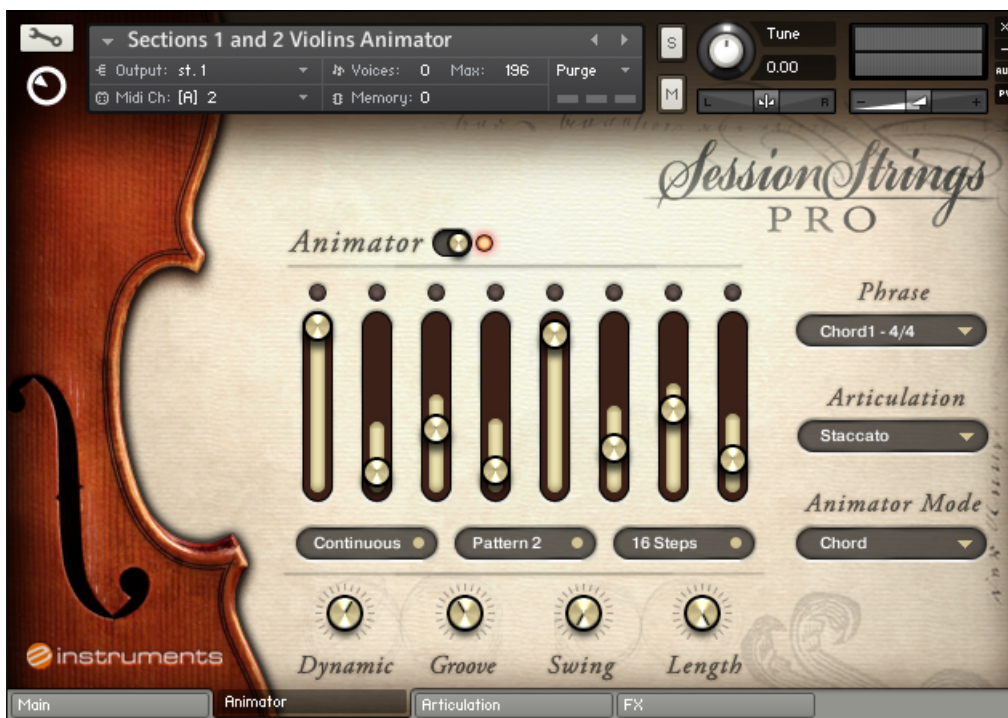 Sections 1 and 2 Violins Animator
Output: st.1
Voices: 0 Max: 196
Purge
Midi Ch: [A] 2
Memory: 0
S
M
Tune
0.00
L
R
-
+
×
AU
PV
Session Strings
PRO
Animator
Phrase
Chord1 - 4/4
Articulation
Staccato
Animator Mode
Chord
Continuous
Pattern 2
16 Steps
Dynamic
Groove
Swing
Length
e instruments
Main
Animator
Articulation
FX